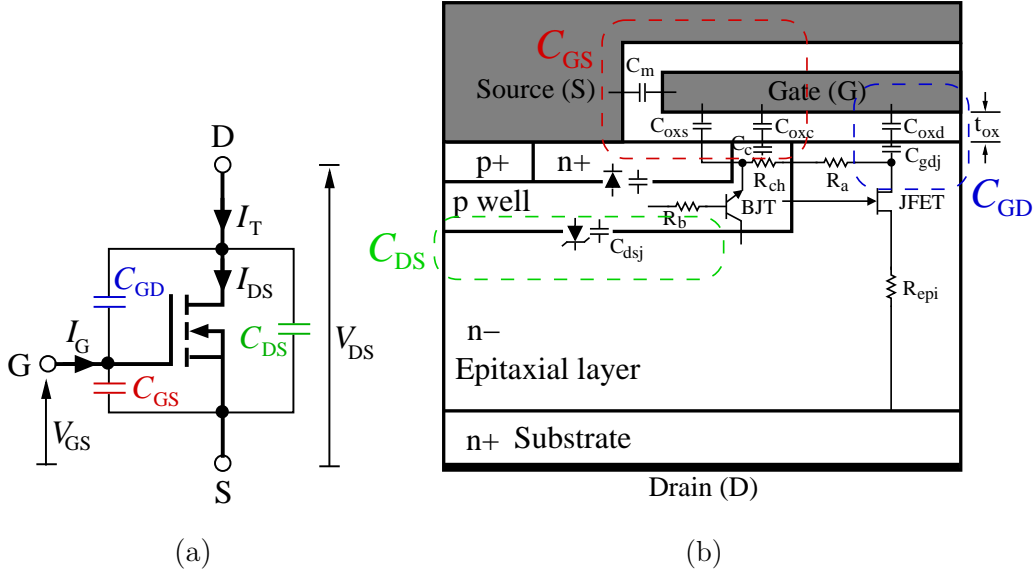 D
I_T
C_GD
I_DS
I_G
G
C_DS
V_DS
C_GS
V_GS
S
(a)
C_GS
C_m
Source (S)
Gate (G)
C_oxs
C_oxc
C_oxd
t_ox
C_c
C_gdj
p+
n+
R_ch
R_a
C_GD
p well
R_b
BJT
JFET
C_DS
C_dsj
R_epi
n−
Epitaxial layer
n+ Substrate
Drain (D)
(b)